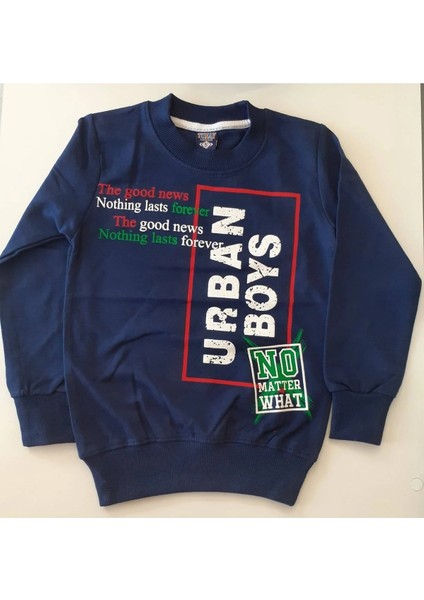 The good news
Nothing lasts forever
The good news
Nothing lasts forever
URBAN
BOYS
NO
MATTER
WHAT